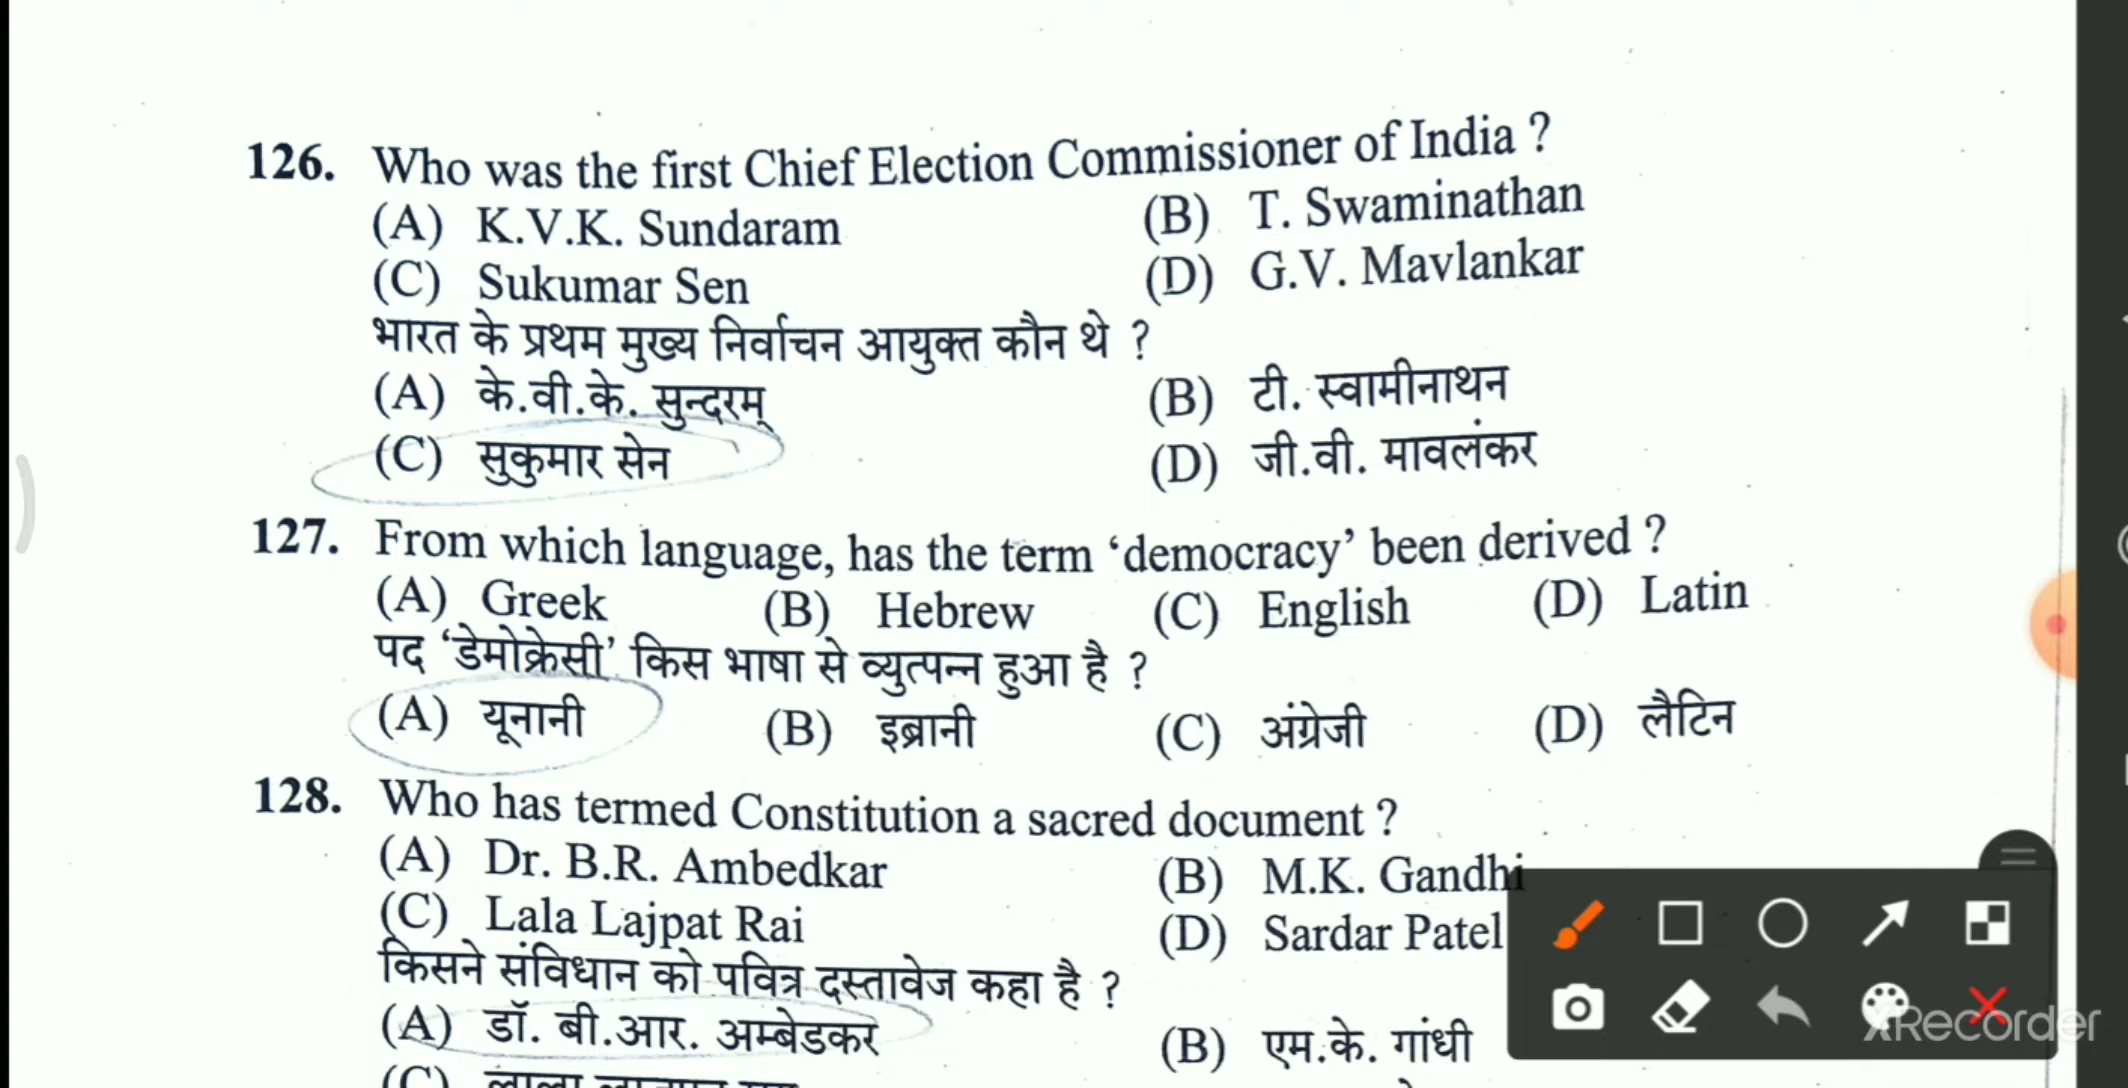 126. Who was the first Chief Election Commissioner of India ?
(A) K.V.K. Sundaram (B) T. Swaminathan
(C) Sukumar Sen (D) G.V. Mavlankar
भारत के प्रथम मुख्य निर्वाचन आयुक्त कौन थे ?
(A) के.वी.के. सुन्दरम् (B) टी. स्वामीनाथन
(C) सुकुमार सेन (D) जी.वी. मावलंकर
127. From which language, has the term ‘democracy’ been derived ?
(A) Greek (B) Hebrew (C) English (D) Latin
पद ‘डेमोक्रेसी’ किस भाषा से व्युत्पन्न हुआ है ?
(A) यूनानी (B) इब्रानी (C) अंग्रेजी (D) लैटिन
128. Who has termed Constitution a sacred document ?
(A) Dr. B.R. Ambedkar (B) M.K. Gandhi
(C) Lala Lajpat Rai (D) Sardar Patel
किसने संविधान को पवित्र दस्तावेज कहा है ?
(A) डॉ. बी.आर. अम्बेडकर (B) एम.के. गांधी
(C)
XRecorder